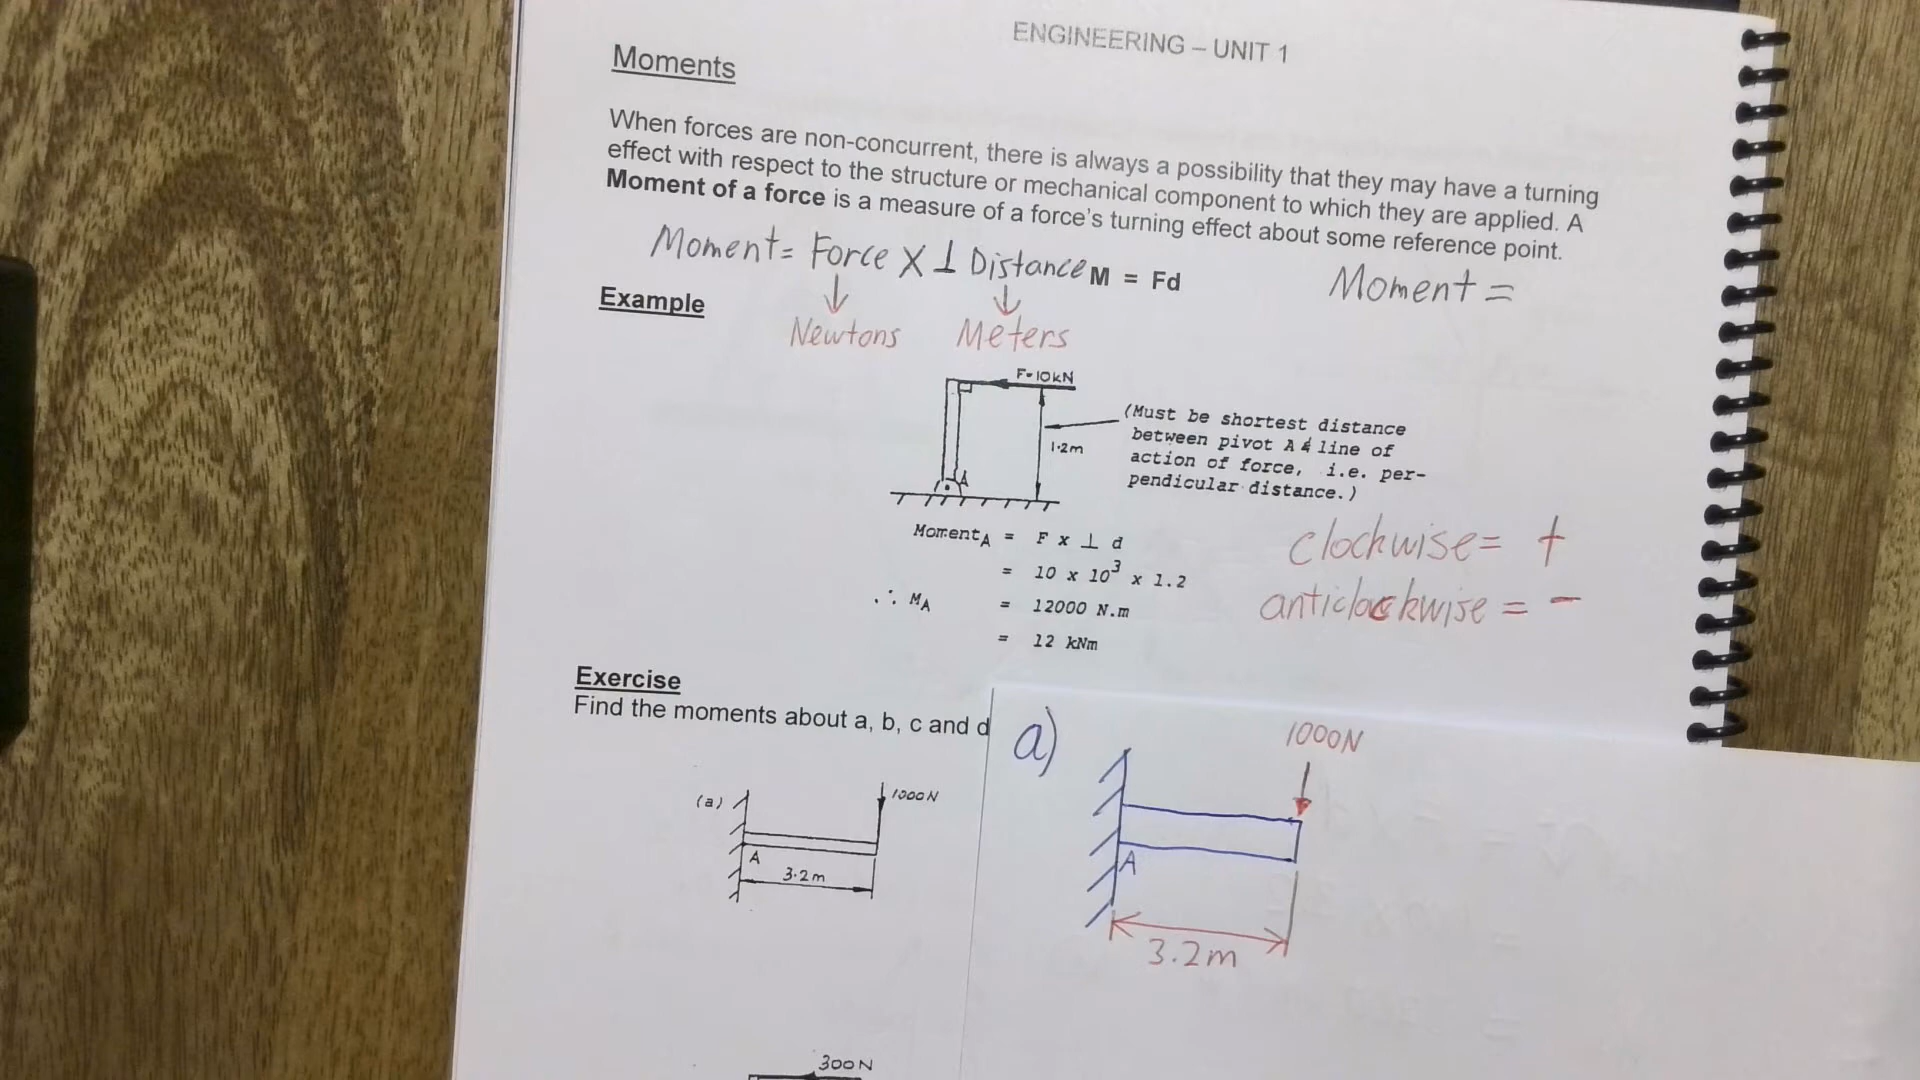 ENGINEERING – UNIT 1
Moments
When forces are non-concurrent, there is always a possibility that they may have a turning
effect with respect to the structure or mechanical component to which they are applied. A
Moment of a force is a measure of a force's turning effect about some reference point.
Moment = Force X ⊥ Distance M = Fd
Moment =
Newtons Meters
Example
F=10kN
1.2m
A
(Must be shortest distance
between pivot A & line of
action of force, i.e. per-
pendicular distance.)
MomentA = F x ⊥ d
= 10 x 10³ x 1.2
∴ MA = 12000 N.m
= 12 kNm
clockwise = +
anticlockwise = -
Exercise
Find the moments about a, b, c and d
(a)
1000N
A
3.2m
300N
a)
1000N
A
3.2m